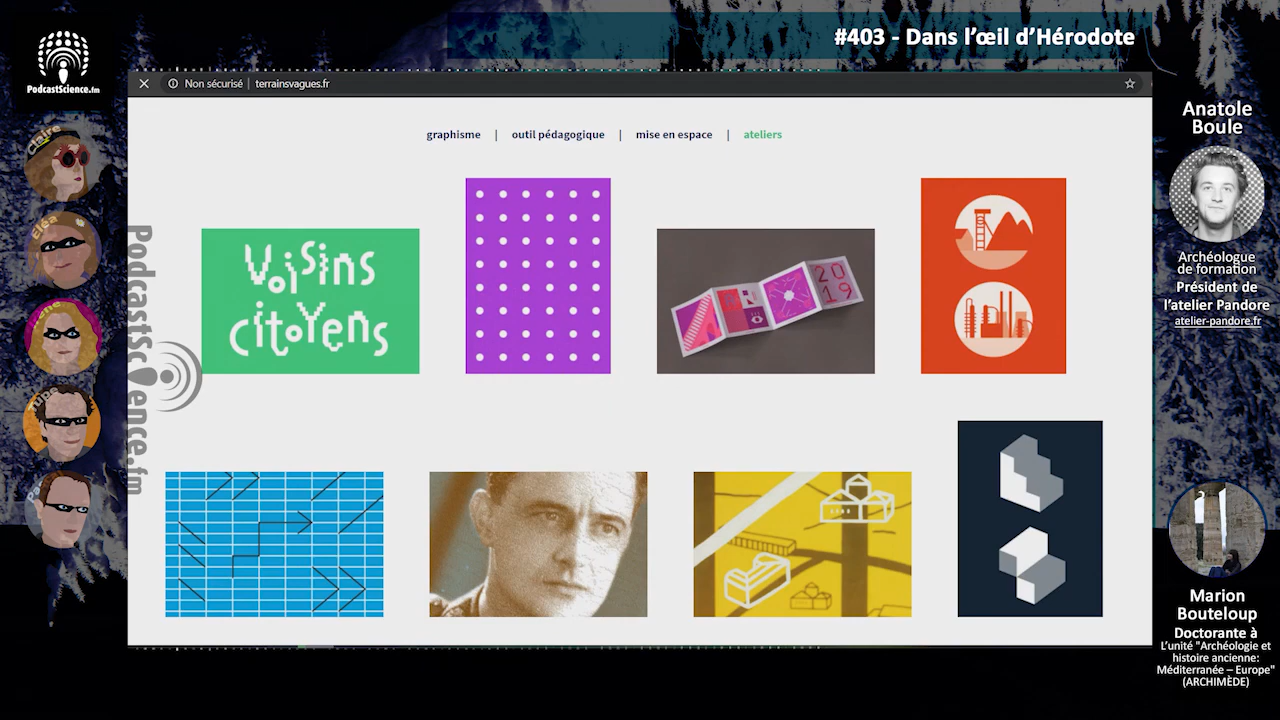 #403 - Dans l'œil d'Hérodote
PodcastScience.fm
Non sécurisé | terrainsvagues.fr
graphisme | outil pédagogique | mise en espace | ateliers
Voisins
citoyens
2019
PodcastScience.fm
Claire
Eléa
Anatole
Boule
Archéologue
de formation
Président de
l'atelier Pandore
atelier-pandore.fr
Marion
Bouteloup
Doctorante à
L'unité "Archéologie et
histoire ancienne:
Méditerranée – Europe"
(ARCHIMÈDE)